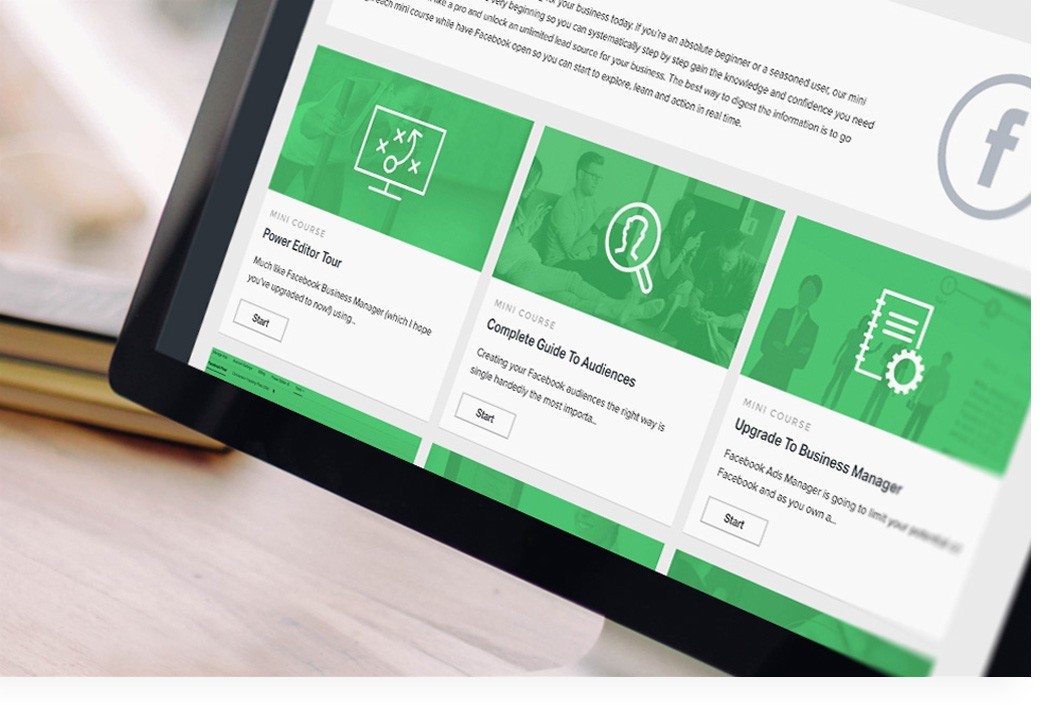 for your business today. If you're an absolute beginner or a seasoned user, our mini
very beginning so you can systematically step by step gain the knowledge and confidence you need
like a pro and unlock an unlimited lead source for your business. The best way to digest the information is to go
each mini course while have Facebook open so you can start to explore, learn and action in real time.
f
MINI COURSE
Power Editor Tour
Much like Facebook Business Manager (which I hope
you've upgraded to now!) using...
Start
MINI COURSE
Complete Guide To Audiences
Creating your Facebook audiences the right way is
single handedly the most importa...
Start
MINI COURSE
Upgrade To Business Manager
Facebook Ads Manager is going to limit your potential
Facebook and as you own a...
Start